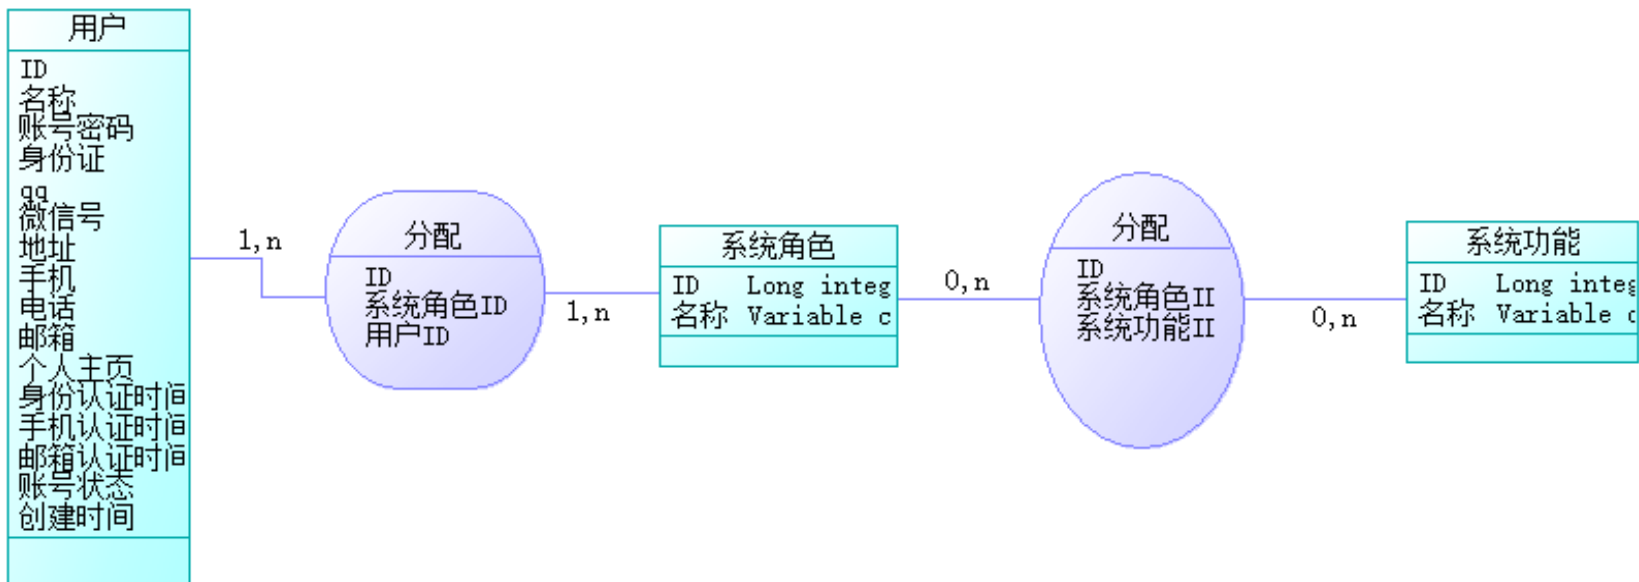 用户
ID
名称
账号密码
身份证
qq
微信号
地址
手机
电话
邮箱
个人主页
身份认证时间
手机认证时间
邮箱认证时间
账号状态
创建时间
1,n
分配
ID
系统角色ID
用户ID
1,n
系统角色
ID Long integ
名称 Variable c
0,n
分配
ID
系统角色II
系统功能II
0,n
系统功能
ID Long integ
名称 Variable c